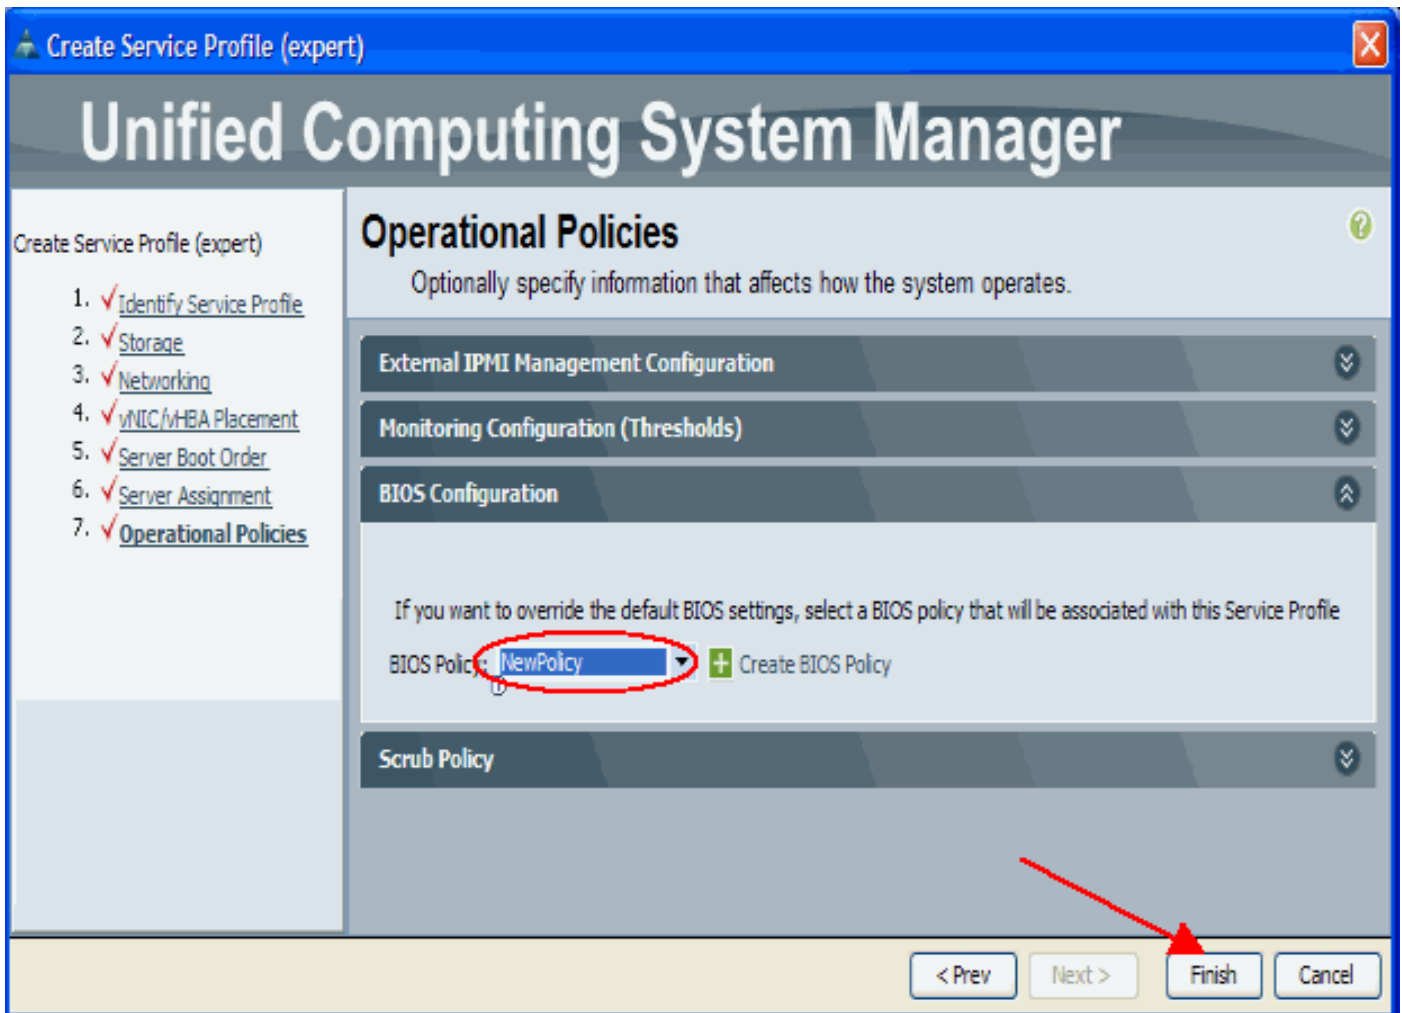 Create Service Profile (expert)
Unified Computing System Manager
Create Service Profile (expert)
1. Identify Service Profile
2. Storage
3. Networking
4. vNIC/vHBA Placement
5. Server Boot Order
6. Server Assignment
7. Operational Policies
Operational Policies
Optionally specify information that affects how the system operates.
External IPMI Management Configuration
Monitoring Configuration (Thresholds)
BIOS Configuration
If you want to override the default BIOS settings, select a BIOS policy that will be associated with this Service Profile
BIOS Policy: NewPolicy Create BIOS Policy
Scrub Policy
< Prev Next > Finish Cancel